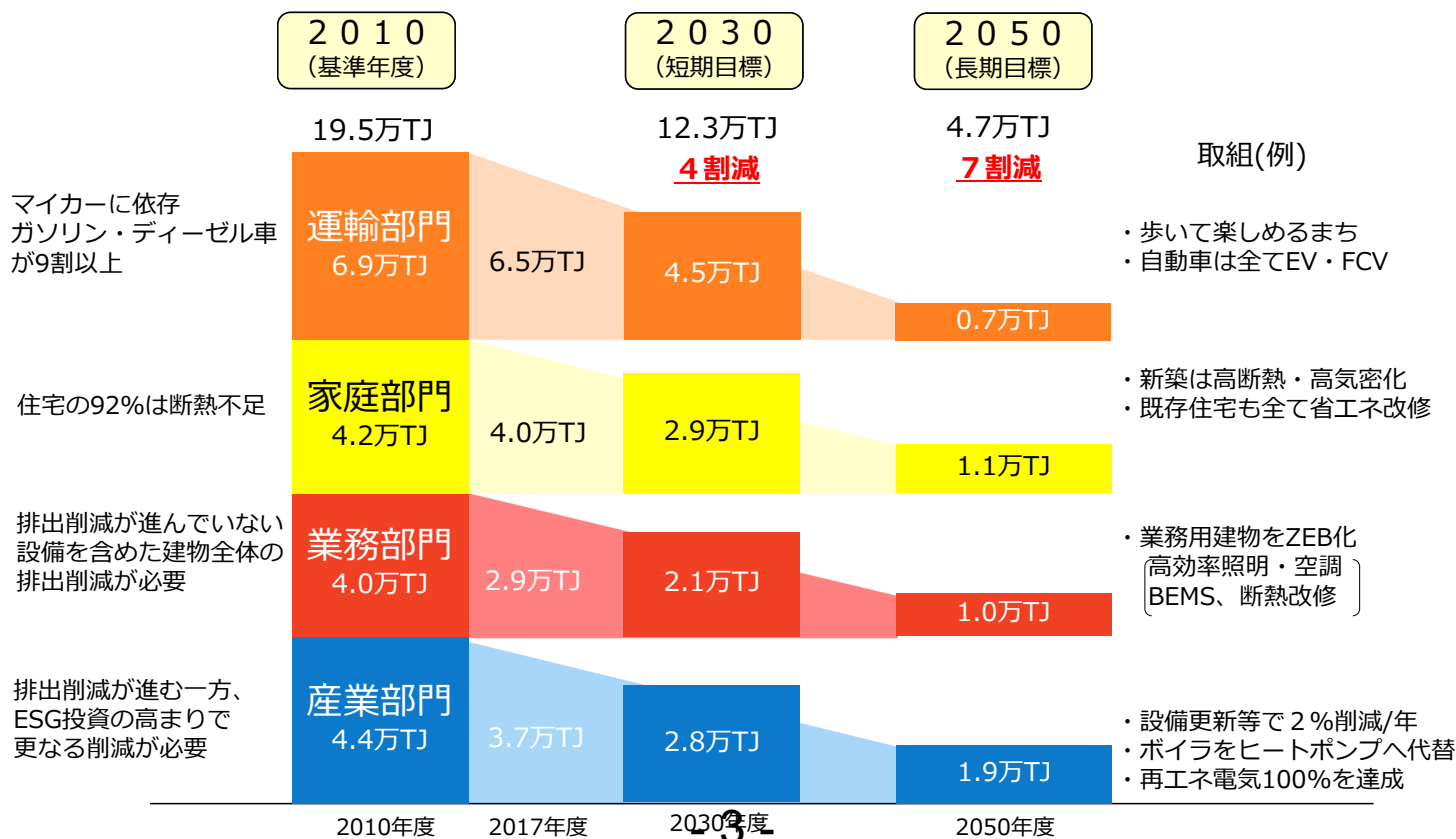 ２０１０
（基準年度）
２０３０
（短期目標）
２０５０
（長期目標）
19.5万TJ
12.3万TJ
4.7万TJ
４割減
７割減
取組(例)
マイカーに依存
ガソリン・ディーゼル車
が9割以上
運輸部門
6.9万TJ
6.5万TJ
4.5万TJ
0.7万TJ
・歩いて楽しめるまち
・自動車は全てEV・FCV
住宅の92%は断熱不足
家庭部門
4.2万TJ
4.0万TJ
2.9万TJ
1.1万TJ
・新築は高断熱・高気密化
・既存住宅も全て省エネ改修
排出削減が進んでいない
設備を含めた建物全体の
排出削減が必要
業務部門
4.0万TJ
2.9万TJ
2.1万TJ
1.0万TJ
・業務用建物をZEB化
高効率照明・空調
BEMS、断熱改修
排出削減が進む一方、
ESG投資の高まりで
更なる削減が必要
産業部門
4.4万TJ
3.7万TJ
2.8万TJ
1.9万TJ
・設備更新等で２%削減/年
・ボイラをヒートポンプへ代替
・再エネ電気100%を達成
2010年度
2017年度
2030年度
2050年度
- 3 -